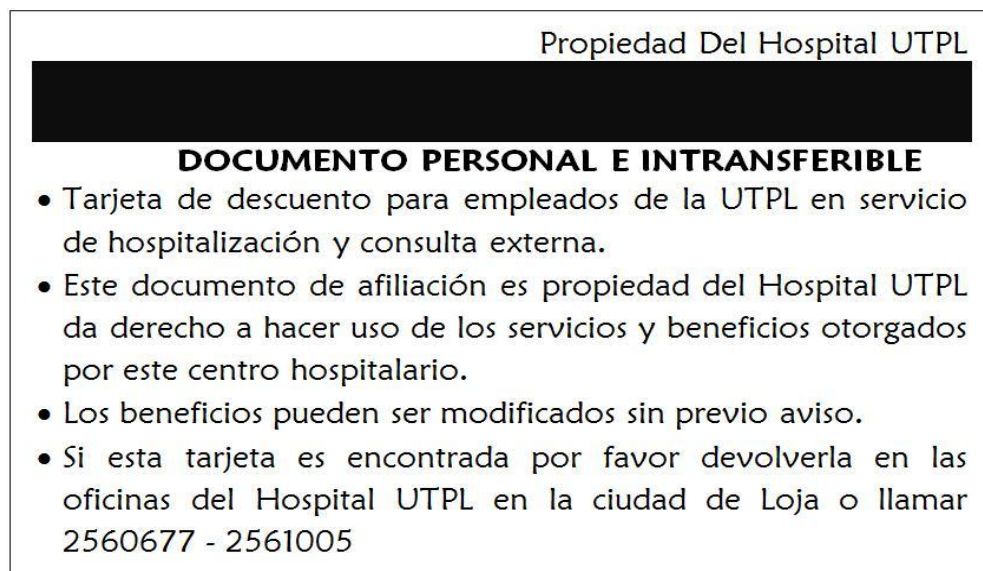 Propiedad Del Hospital UTPL
DOCUMENTO PERSONAL E INTRANSFERIBLE
• Tarjeta de descuento para empleados de la UTPL en servicio
de hospitalización y consulta externa.
• Este documento de afiliación es propiedad del Hospital UTPL
da derecho a hacer uso de los servicios y beneficios otorgados
por este centro hospitalario.
• Los beneficios pueden ser modificados sin previo aviso.
• Si esta tarjeta es encontrada por favor devolverla en las
oficinas del Hospital UTPL en la ciudad de Loja o llamar
2560677 - 2561005